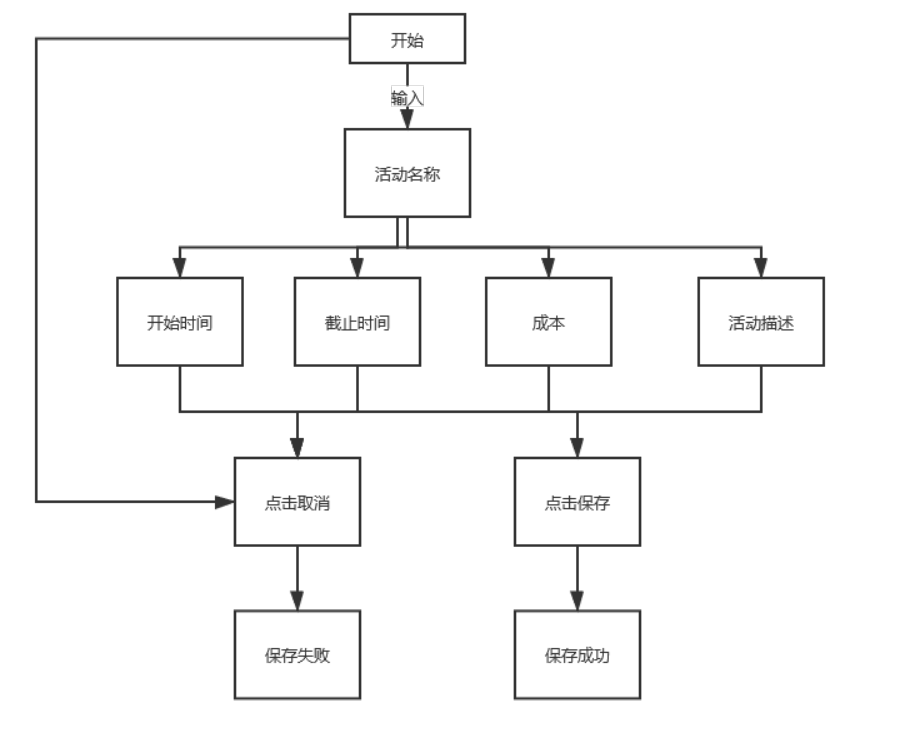 开始
输入
活动名称
开始时间
截止时间
成本
活动描述
点击取消
点击保存
保存失败
保存成功